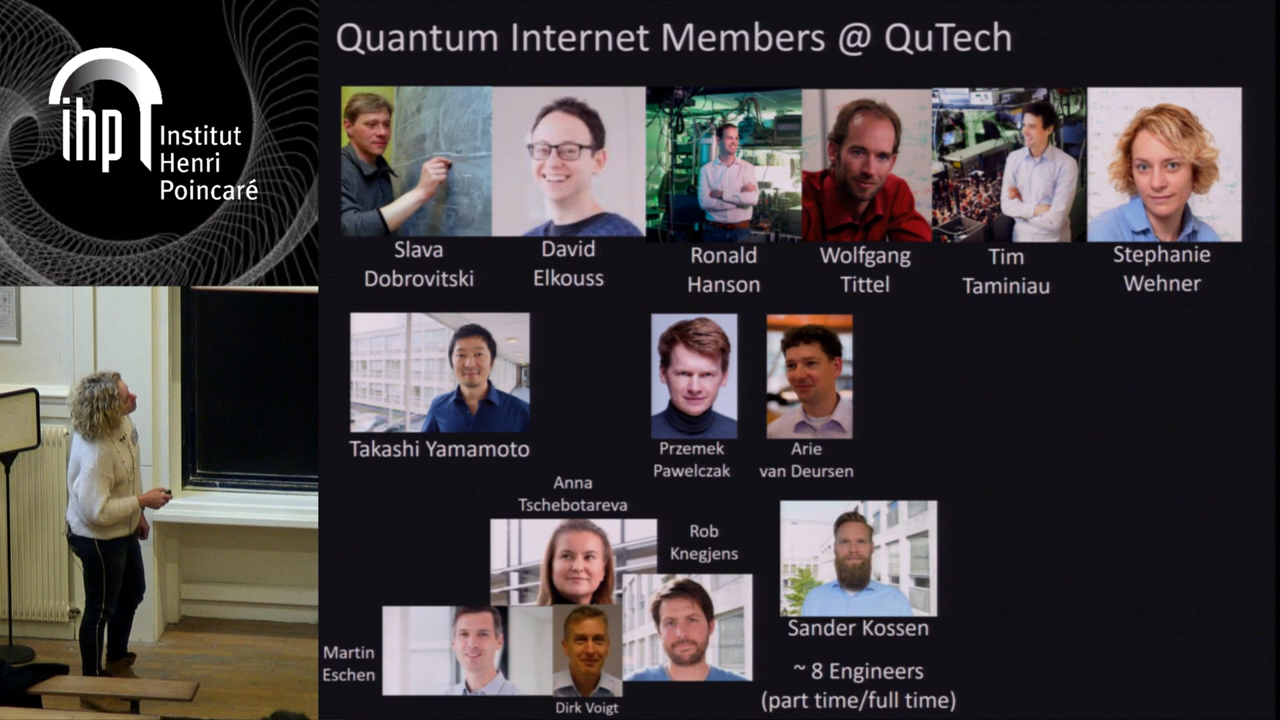 ihp
Institut
Henri
Poincaré
Quantum Internet Members @ QuTech
Slava
Dobrovitski
David
Elkouss
Ronald
Hanson
Wolfgang
Tittel
Tim
Taminiau
Stephanie
Wehner
Takashi Yamamoto
Przemek
Pawelczak
Arie
van Deursen
Anna
Tschebotareva
Rob
Knegjens
Martin
Eschen
Dirk Voigt
Sander Kossen
~ 8 Engineers
(part time/full time)